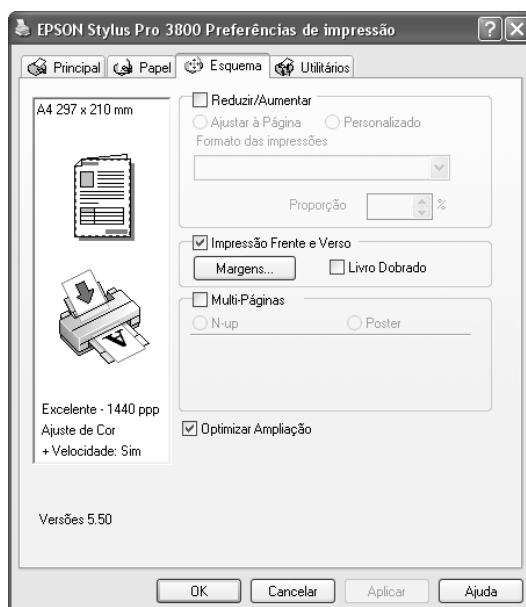 EPSON Stylus Pro 3800 Preferências de impressão
Principal Papel Esquema Utilitários
A4 297 x 210 mm
Reduzir/Aumentar
Ajustar à Página Personalizado
Formato das impressões
Proporção %
Impressão Frente e Verso
Margens... Livro Dobrado
Multi-Páginas
N-up Poster
A
Excelente - 1440 ppp
Ajuste de Cor
+ Velocidade: Sim
Optimizar Ampliação
Versões 5.50
OK Cancelar Aplicar Ajuda